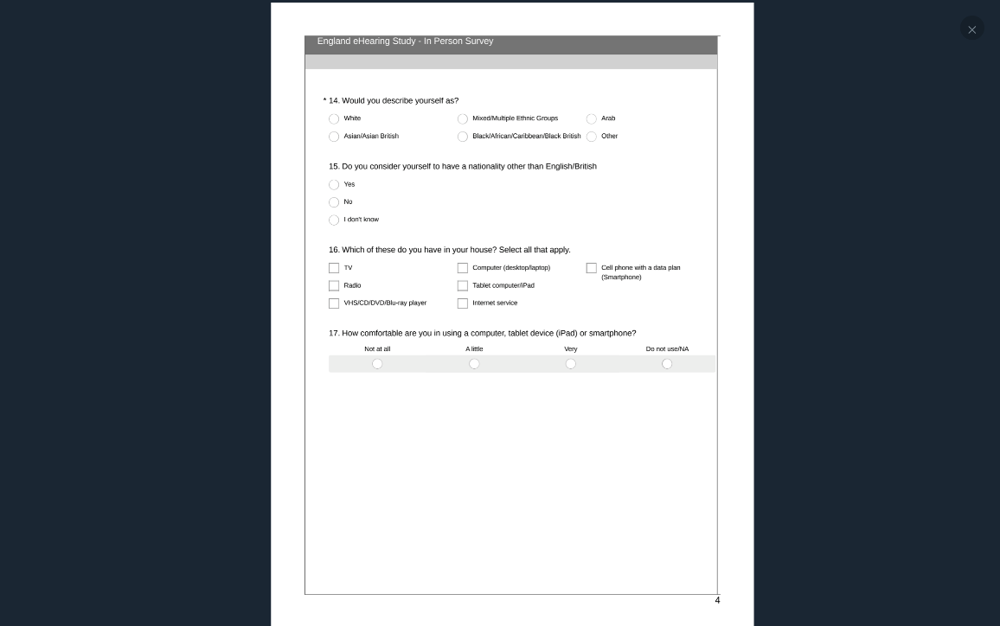 England eHearing Study - In Person Survey
* 14. Would you describe yourself as?
White Mixed/Multiple Ethnic Groups Arab
Asian/Asian British Black/African/Caribbean/Black British Other
15. Do you consider yourself to have a nationality other than English/British
Yes
No
I don't know
16. Which of these do you have in your house? Select all that apply.
TV Computer (desktop/laptop) Cell phone with a data plan
(Smartphone)
Radio Tablet computer/iPad
VHS/CD/DVD/Blu-ray player Internet service
17. How comfortable are you in using a computer, tablet device (iPad) or smartphone?
Not at all A little Very Do not use/NA
4